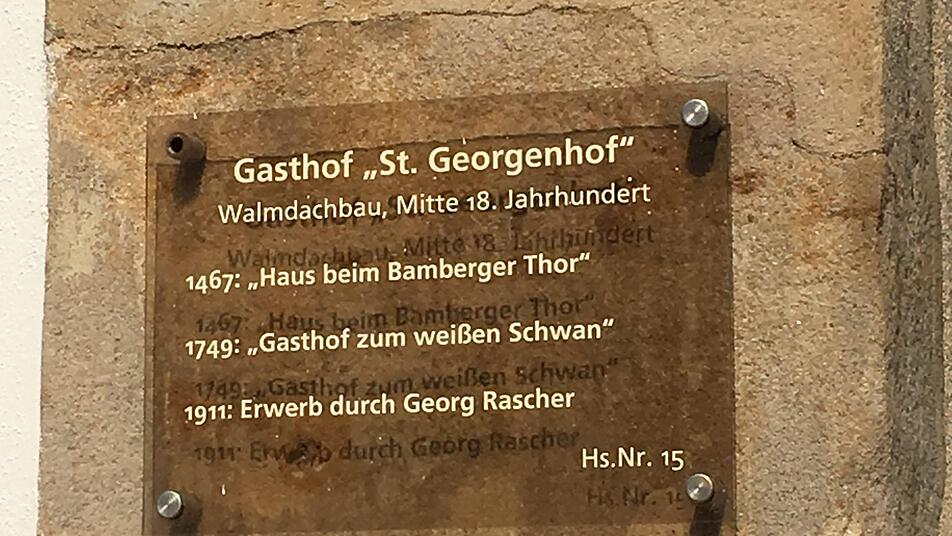 Gasthof „St. Georgenhof“
Walmdachbau, Mitte 18. Jahrhundert
1467: „Haus beim Bamberger Thor“
1749: „Gasthof zum weißen Schwan“
1911: Erwerb durch Georg Rascher
Hs.Nr. 15